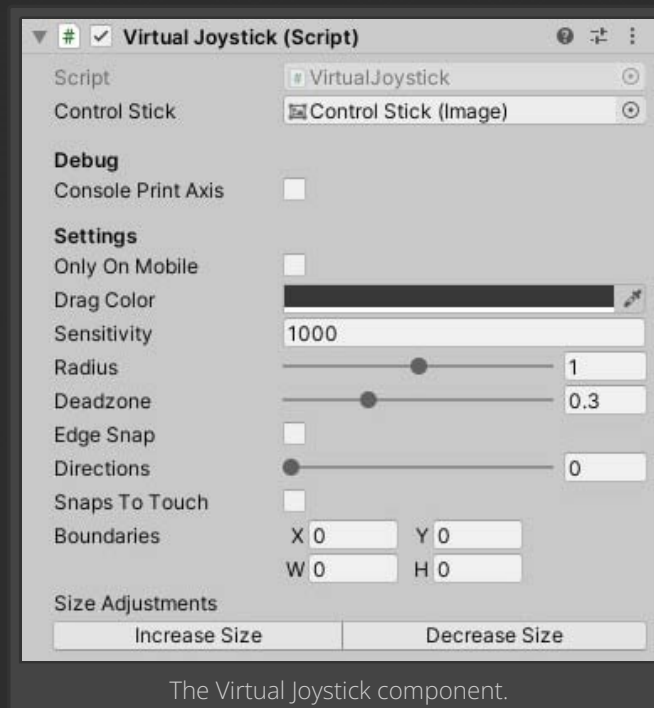 Virtual Joystick (Script)
Script VirtualJoystick
Control Stick Control Stick (Image)
Debug
Console Print Axis
Settings
Only On Mobile
Drag Color
Sensitivity 1000
Radius 1
Deadzone 0.3
Edge Snap
Directions 0
Snaps To Touch
Boundaries X 0 Y 0
W 0 H 0
Size Adjustments
Increase Size Decrease Size
The Virtual Joystick component.